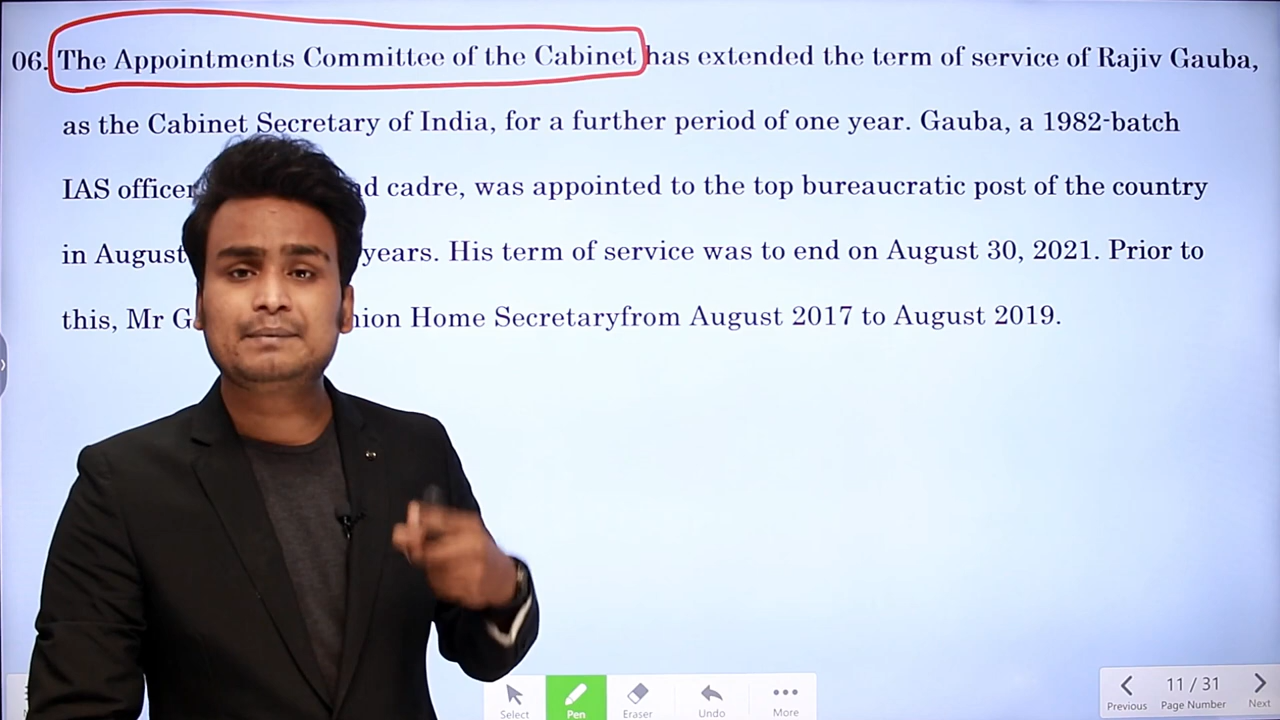 06. The Appointments Committee of the Cabinet has extended the term of service of Rajiv Gauba,
as the Cabinet Secretary of India, for a further period of one year. Gauba, a 1982-batch
IAS officer cadre, was appointed to the top bureaucratic post of the country
in August years. His term of service was to end on August 30, 2021. Prior to
this, Mr Home Secretaryfrom August 2017 to August 2019.
Select Pen Eraser Undo More
Previous 11 / 31 Page Number Next